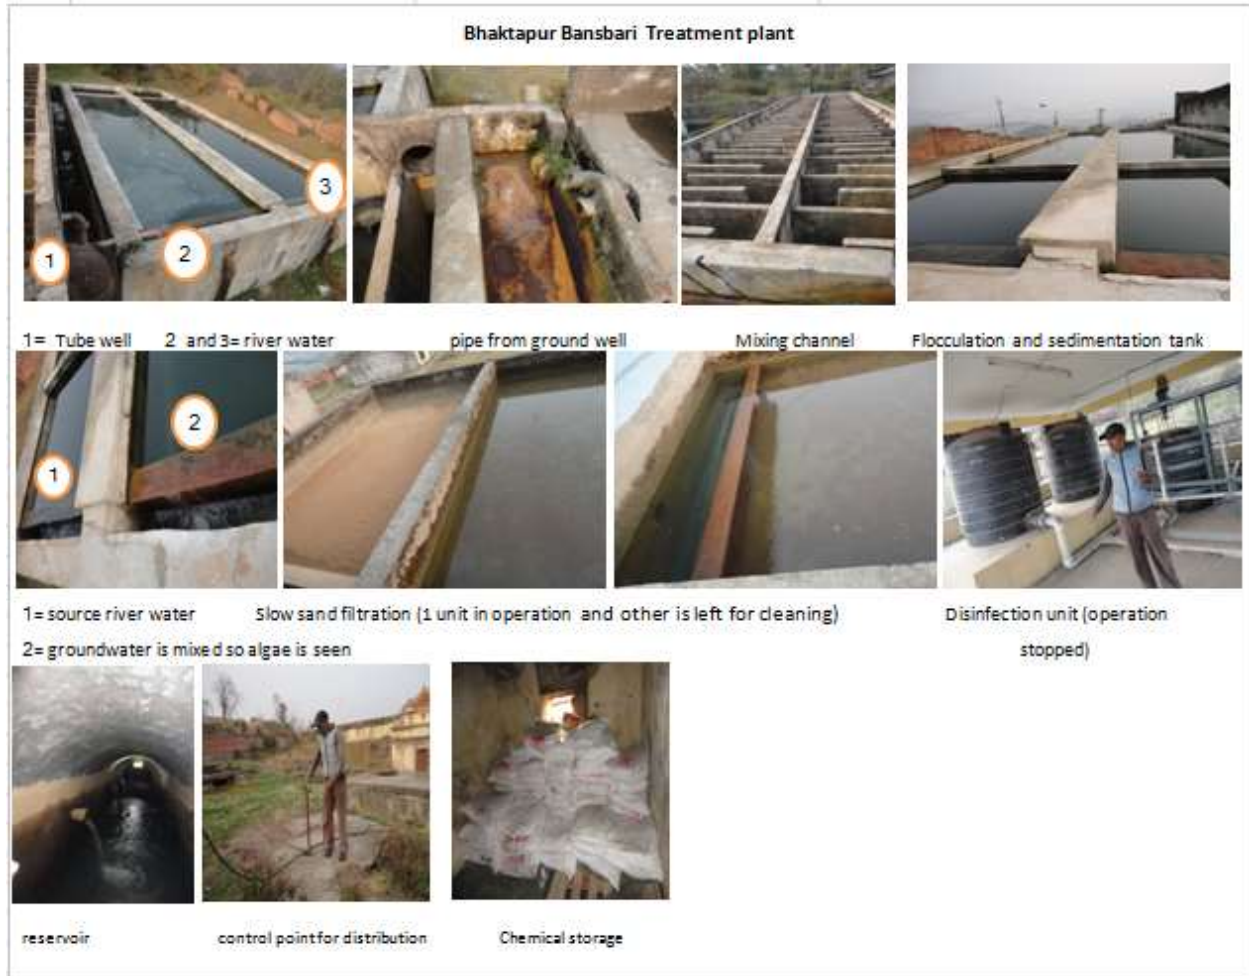 Bhaktapur Bansbari Treatment plant
1
2
3
1= Tube well 2 and 3= river water pipe from ground well Mixing channel Flocculation and sedimentation tank
1
2
1= source river water Slow sand filtration (1 unit in operation and other is left for cleaning) Disinfection unit (operation
2= groundwater is mixed so algae is seen stopped)
reservoir control point for distribution Chemical storage